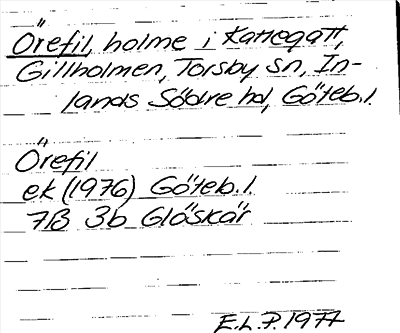 Örefil, holme i Kattegatt,
Gillholmen, Torsby sn, In-
lands Södre hd, Göteb.l.
Örefil
ek (1976) Göteb.l.
7B 3b Glöskär
E.L.P. 1977